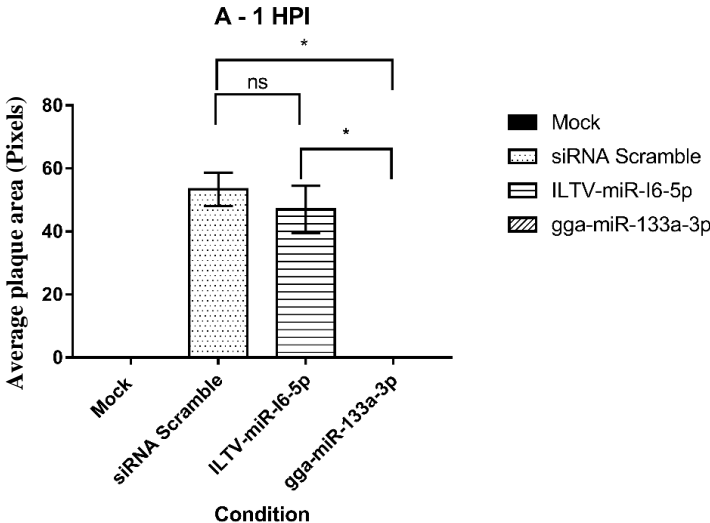 A - 1 HPI
*
ns
*
Average plaque area (Pixels)
80
60
40
20
0
Mock
siRNA Scramble
ILTV-miR-I6-5p
gga-miR-133a-3p
Condition
Mock
siRNA Scramble
ILTV-miR-I6-5p
gga-miR-133a-3p